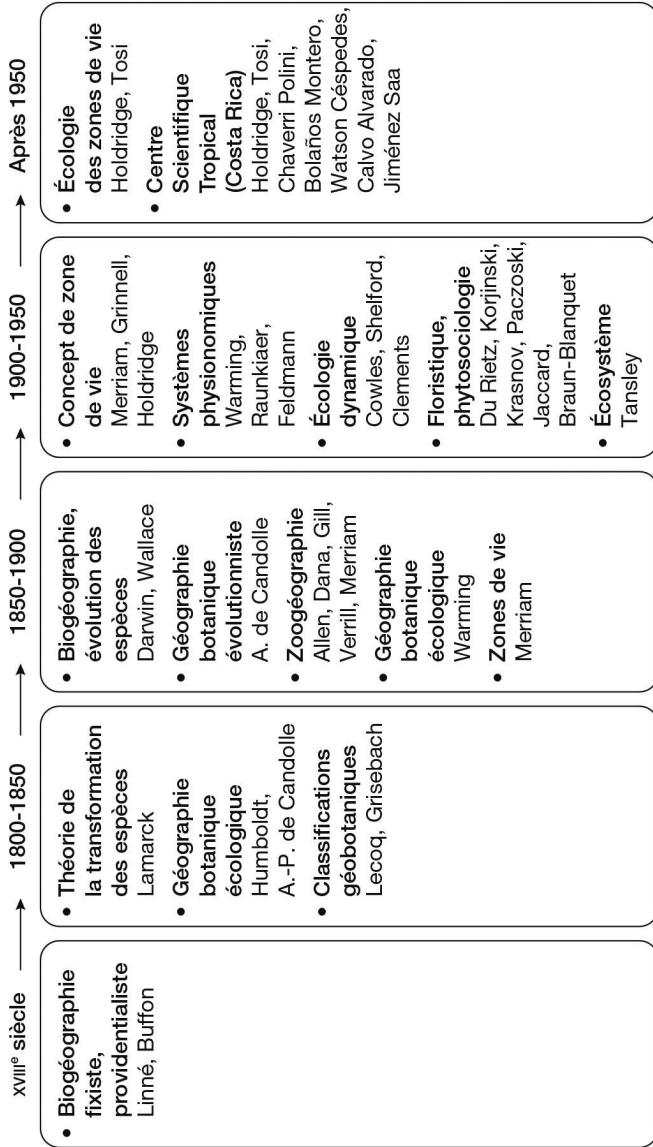 XVIIIe siècle
1800-1850
1850-1900
1900-1950
Après 1950
• Biogéographie
fixiste,
providentialiste
Linné, Buffon
• Théorie de
la transformation
des espèces
Lamarck
• Géographie
botanique
écologique
Humboldt,
A.-P. de Candolle
• Classifications
géobotaniques
Lecoq, Grisebach
• Biogéographie,
évolution des
espèces
Darwin, Wallace
• Géographie
botanique
évolutionniste
A. de Candolle
• Zoogéographie
Allen, Dana, Gill,
Verrill, Merriam
• Géographie
botanique
écologique
Warming
• Zones de vie
Merriam
• Concept de zone
de vie
Merriam, Grinnell,
Holdridge
• Systèmes
physionomiques
Warming,
Raunkiaer,
Feldmann
• Écologie
dynamique
Cowles, Shelford,
Clements
• Floristique,
phytosociologie
Du Rietz, Korjinski,
Krasnov, Paczoski,
Jaccard,
Braun-Blanquet
• Écosystème
Tansley
• Écologie
des zones de vie
Holdridge, Tosi
• Centre
Scientifique
Tropical
(Costa Rica)
Holdridge, Tosi,
Chaverri Polini,
Bolaños Montero,
Watson Céspedes,
Calvo Alvarado,
Jiménez Saa